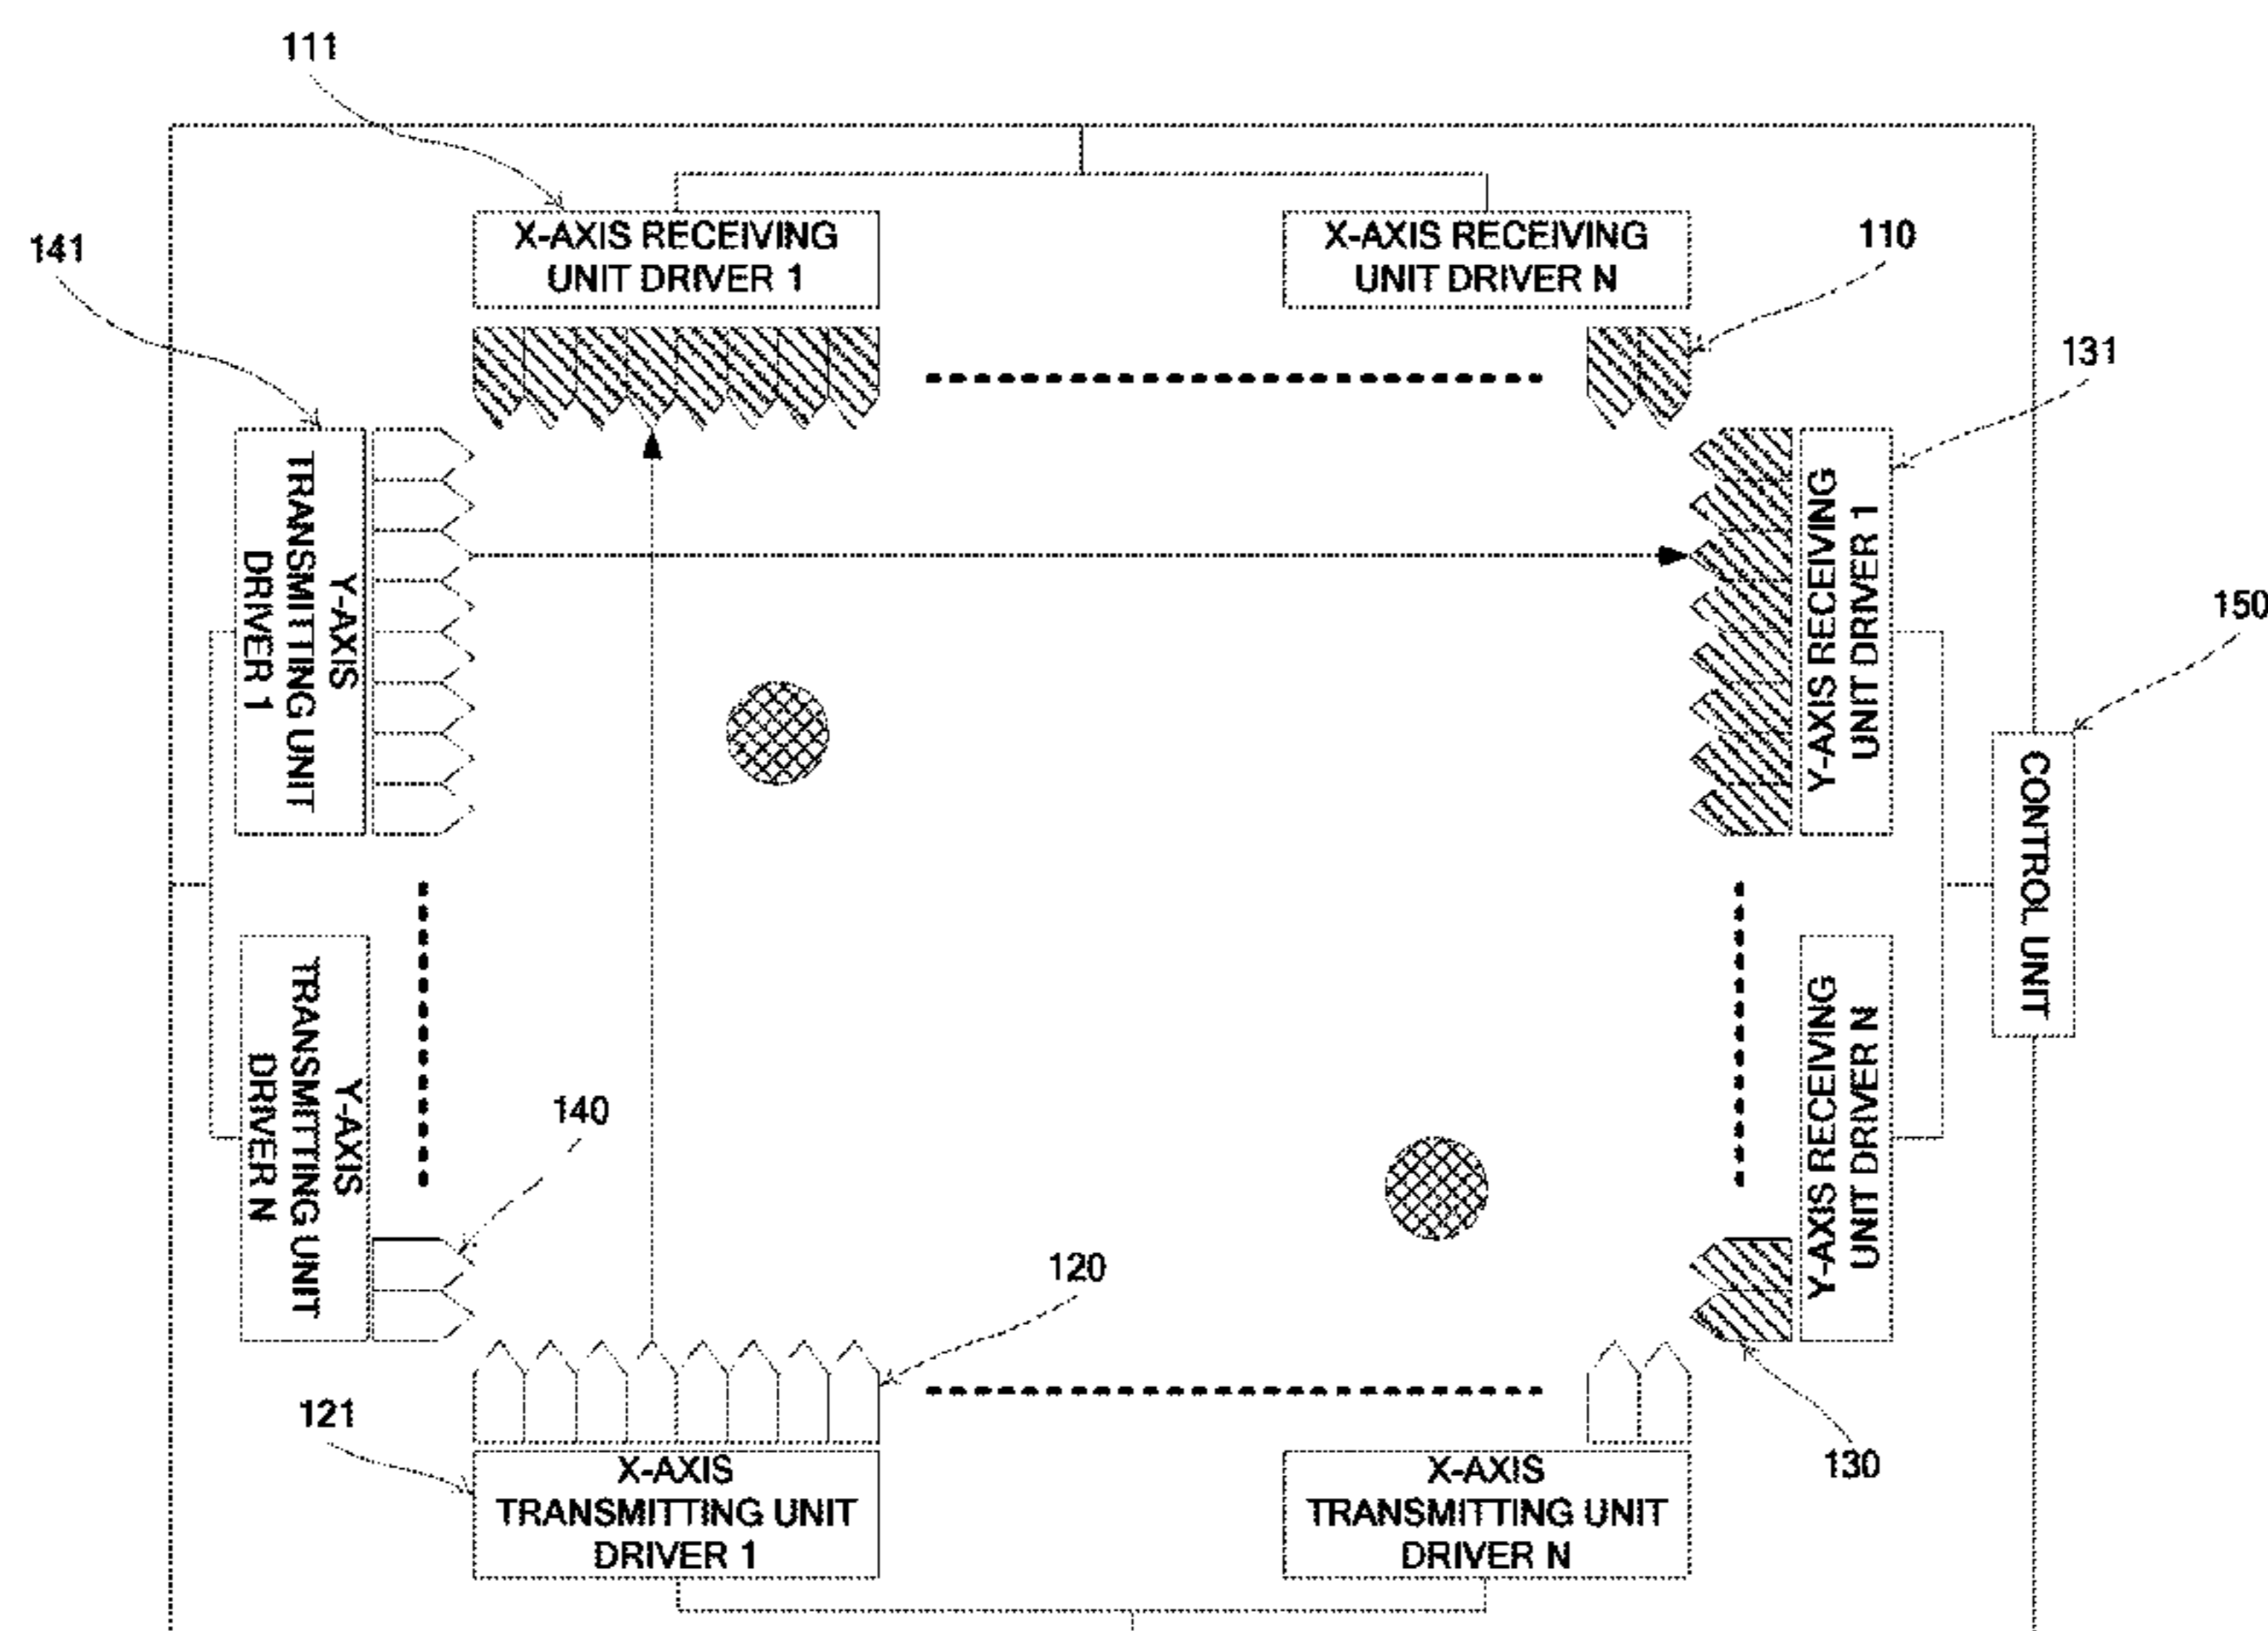 111
X-AXIS RECEIVING
UNIT DRIVER 1
X-AXIS RECEIVING
UNIT DRIVER N
110
141
131
Y-AXIS
TRANSMITTING UNIT
DRIVER 1
Y-AXIS RECEIVING
UNIT DRIVER 1
150
CONTROL UNIT
Y-AXIS
TRANSMITTING UNIT
DRIVER N
Y-AXIS RECEIVING
UNIT DRIVER N
140
120
121
130
X-AXIS
TRANSMITTING UNIT
DRIVER 1
X-AXIS
TRANSMITTING UNIT
DRIVER N